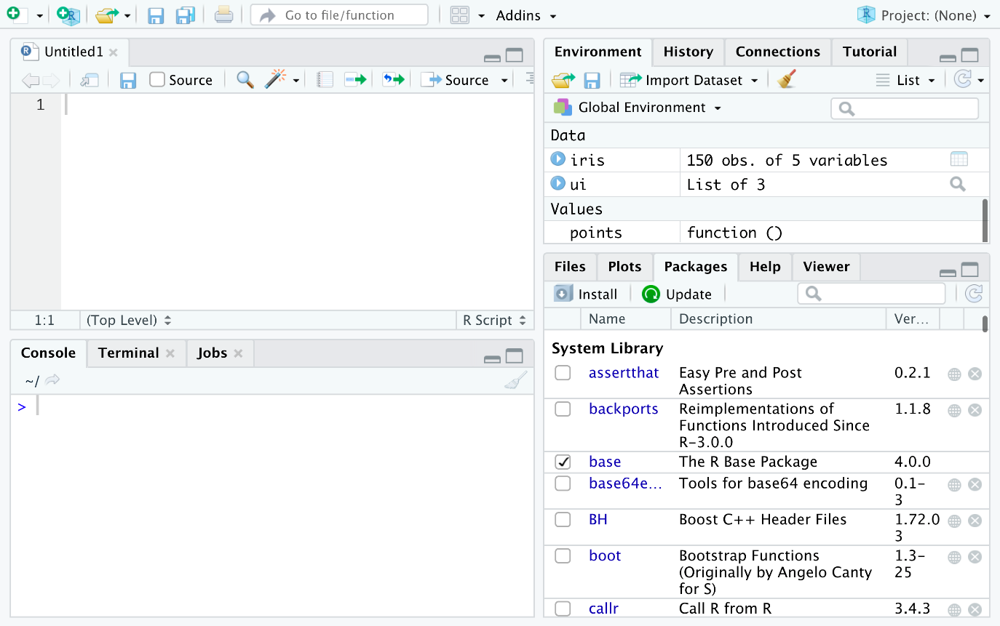 Go to file/function Addins Project: (None)
Untitled1
Source Source
1
1:1 (Top Level) R Script
Console Terminal Jobs
~/
>
Environment History Connections Tutorial
Import Dataset List
Global Environment
Data
iris 150 obs. of 5 variables
ui List of 3
Values
points function ()
Files Plots Packages Help Viewer
Install Update
Name Description Ver...
System Library
assertthat Easy Pre and Post 0.2.1
Assertions
backports Reimplementations of 1.1.8
Functions Introduced Since
R-3.0.0
base The R Base Package 4.0.0
base64e... Tools for base64 encoding 0.1-
3
BH Boost C++ Header Files 1.72.0
3
boot Bootstrap Functions 1.3-
(Originally by Angelo Canty 25
for S)
callr Call R from R 3.4.3